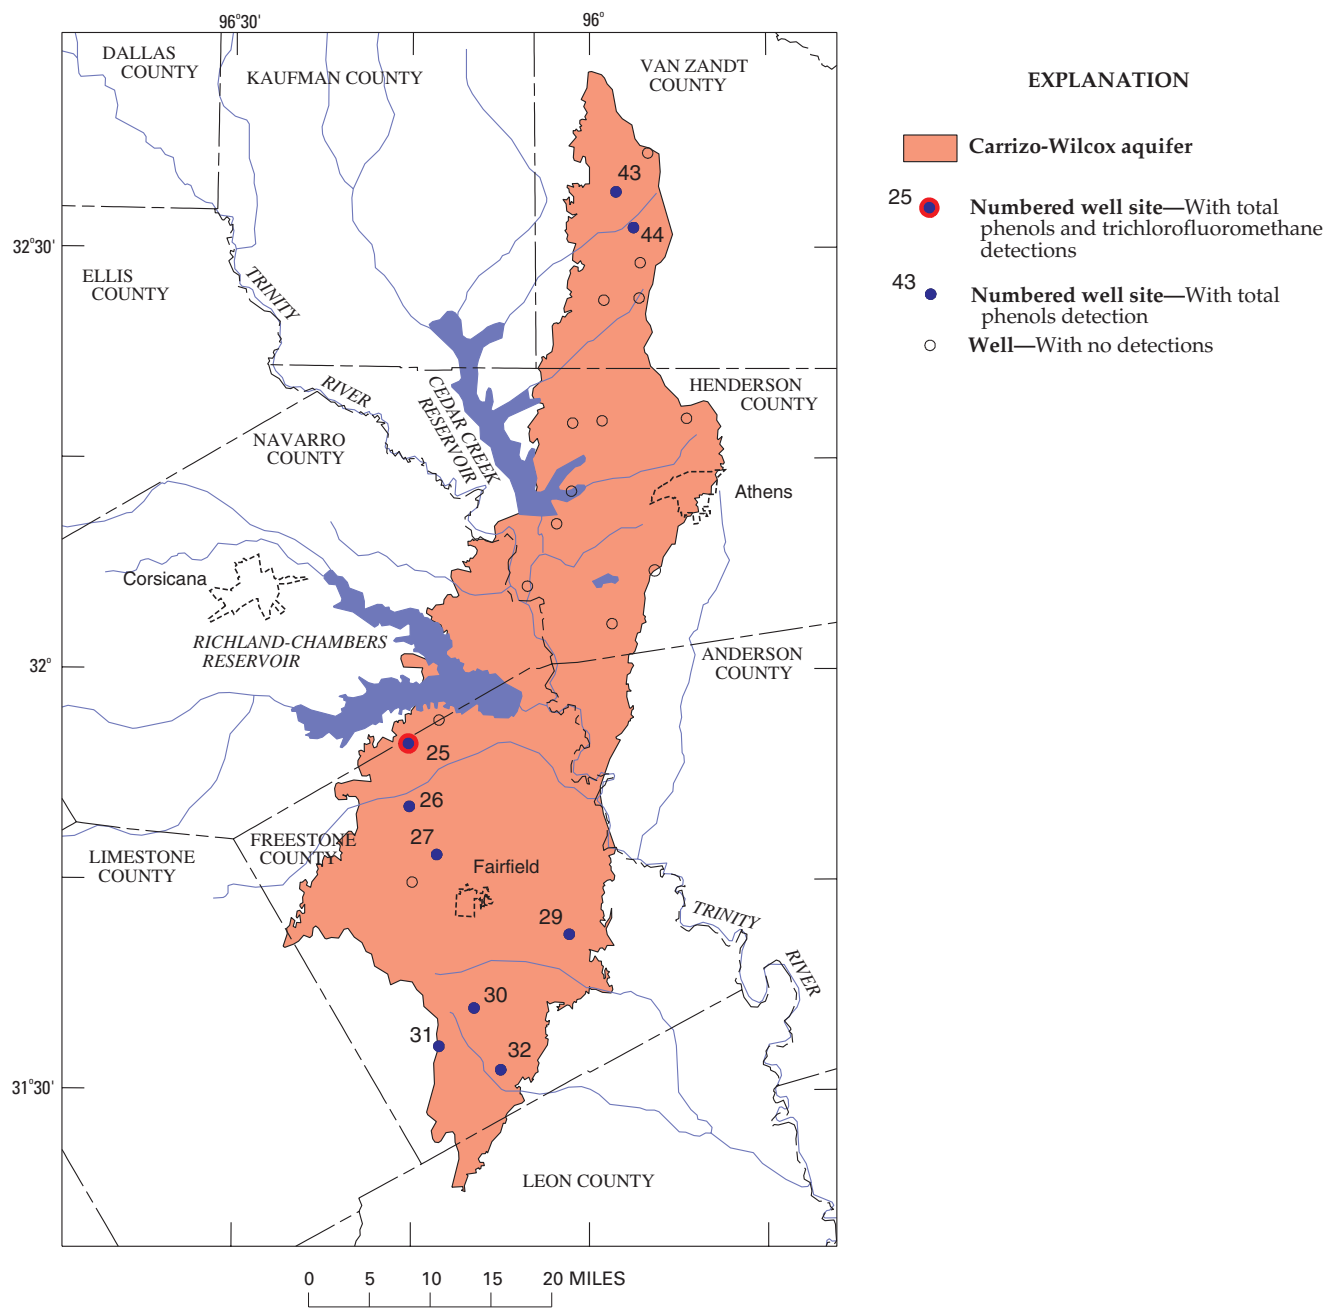 96°30'
96°
DALLAS
COUNTY
KAUFMAN COUNTY
VAN ZANDT
COUNTY
43
44
32°30'
ELLIS
COUNTY
TRINITY
RIVER
CEDAR CREEK
RESERVOIR
HENDERSON
COUNTY
NAVARRO
COUNTY
Athens
Corsicana
RICHLAND-CHAMBERS
RESERVOIR
32°
ANDERSON
COUNTY
25
26
27
FREESTONE
COUNTY
LIMESTONE
COUNTY
Fairfield
29
TRINITY
RIVER
30
31
32
31°30'
LEON COUNTY
0 5 10 15 20 MILES
EXPLANATION
Carrizo-Wilcox aquifer
25 Numbered well site—With total
phenols and trichlorofluoromethane
detections
43 Numbered well site—With total
phenols detection
Well—With no detections